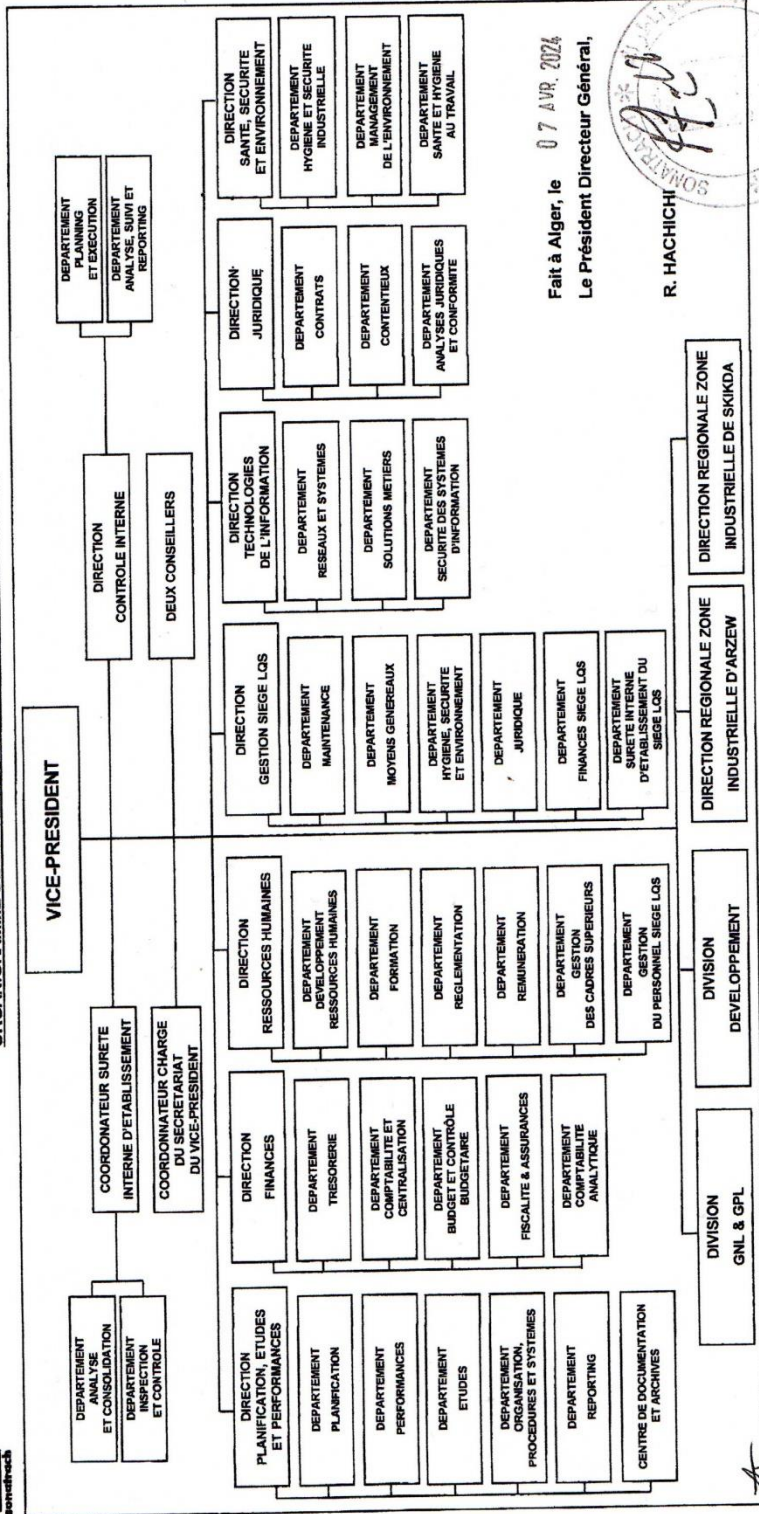 sonatrach
VICE-PRESIDENT
COORDONATEUR SURETE
INTERNE D'ETABLISSEMENT
DEPARTEMENT
ANALYSE
ET CONSOLIDATION
DEPARTEMENT
INSPECTION
ET CONTROLE
COORDONNATEUR CHARGE
DU SECRETARIAT
DU VICE-PRESIDENT
DIRECTION
CONTROLE INTERNE
DEPARTEMENT
PLANNING
ET EXECUTION
DEPARTEMENT
ANALYSE, SUIVI ET
REPORTING
DEUX CONSEILLERS
DIRECTION
PLANIFICATION, ETUDES
ET PERFORMANCES
DEPARTEMENT
PLANIFICATION
DEPARTEMENT
PERFORMANCES
DEPARTEMENT
ETUDES
DEPARTEMENT
ORGANISATION,
PROCEDURES ET SYSTEMES
DEPARTEMENT
REPORTING
CENTRE DE DOCUMENTATION
ET ARCHIVES
DIRECTION
FINANCES
DEPARTEMENT
TRESORERIE
DEPARTEMENT
COMPTABILITE ET
CENTRALISATION
DEPARTEMENT
BUDGET ET CONTRÔLE
BUDGETAIRE
DEPARTEMENT
FISCALITE & ASSURANCES
DEPARTEMENT
COMPTABILITE
ANALYTIQUE
DIRECTION
RESSOURCES HUMAINES
DEPARTEMENT
DEVELOPPEMENT
RESSOURCES HUMAINES
DEPARTEMENT
FORMATION
DEPARTEMENT
REGLEMENTATION
DEPARTEMENT
REMUNERATION
DEPARTEMENT
GESTION
DES CADRES SUPERIEURS
DEPARTEMENT
GESTION
DU PERSONNEL SIEGE LQS
DIRECTION
GESTION SIEGE LQS
DEPARTEMENT
MAINTENANCE
DEPARTEMENT
MOYENS GENEREAUX
DEPARTEMENT
HYGIENE, SECURITE
ET ENVIRONNEMENT
DEPARTEMENT
JURIDIQUE
DEPARTEMENT
FINANCES SIEGE LQS
DEPARTEMENT
SURETE INTERNE
D'ETABLISSEMENT DU
SIEGE LQS
DIRECTION
TECHNOLOGIES
DE L'INFORMATION
DEPARTEMENT
RESEAUX ET SYSTEMES
DEPARTEMENT
SOLUTIONS METIERS
DEPARTEMENT
SECURITE DES SYSTEMES
D'INFORMATION
DIRECTION
JURIDIQUE
DEPARTEMENT
CONTRATS
DEPARTEMENT
CONTENTIEUX
DEPARTEMENT
ANALYSES JURIDIQUES
ET CONFORMITE
DIRECTION
SANTE, SECURITE
ET ENVIRONNEMENT
DEPARTEMENT
HYGIENE ET SECURITE
INDUSTRIELLE
DEPARTEMENT
MANAGEMENT
DE L'ENVIRONNEMENT
DEPARTEMENT
SANTE ET HYGIENE
AU TRAVAIL
DIVISION
GNL & GPL
DIVISION
DEVELOPPEMENT
DIRECTION REGIONALE ZONE
INDUSTRIELLE D'ARZEW
DIRECTION REGIONALE ZONE
INDUSTRIELLE DE SKIKDA
Fait à Alger, le 07 AVR. 2024
Le Président Directeur Général,
R. HACHICHI
SONATRACH